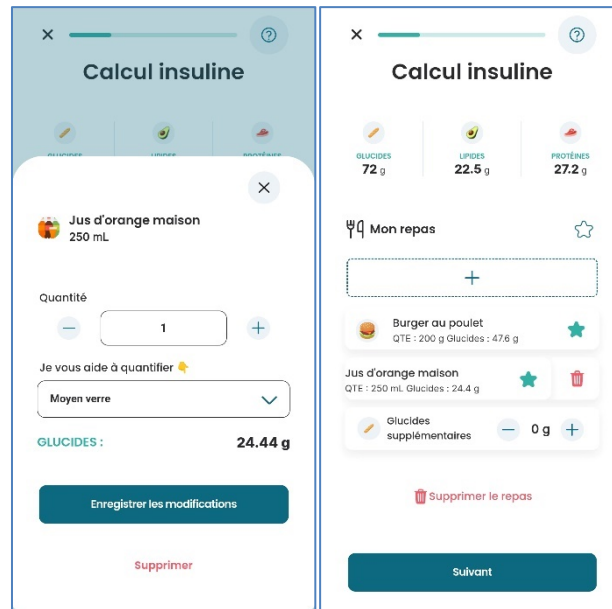 Calcul insuline
GLUCIDES
LIPIDES
PROTÉINES
Jus d'orange maison
250 mL
Quantité
1
Je vous aide à quantifier
Moyen verre
GLUCIDES :
24.44 g
Enregistrer les modifications
Supprimer
Calcul insuline
GLUCIDES
72 g
LIPIDES
22.5 g
PROTÉINES
27.2 g
Mon repas
Burger au poulet
QTE : 200 g Glucides : 47.6 g
Jus d'orange maison
QTE : 250 mL Glucides : 24.4 g
Glucides
supplémentaires
0 g
Supprimer le repas
Suivant